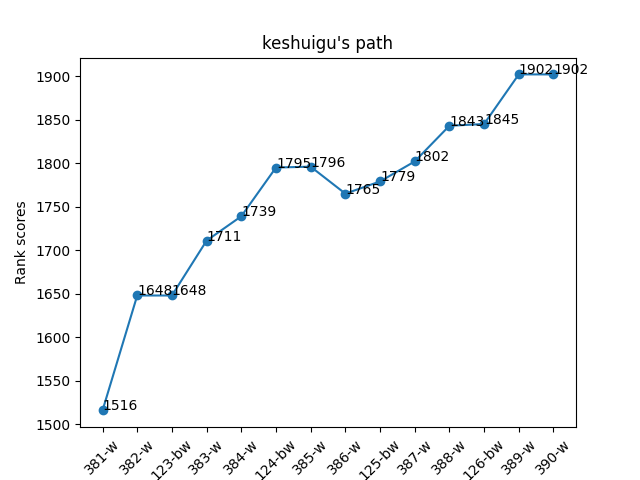 keshuigu's path
Rank scores
1900
1850
1800
1750
1700
1650
1600
1550
1500
1516
1648
1648
1711
1739
1795
1796
1765
1779
1802
1843
1845
1902
1902
381-w
382-w
123-bw
383-w
384-w
124-bw
385-w
386-w
125-bw
387-w
388-w
126-bw
389-w
390-w